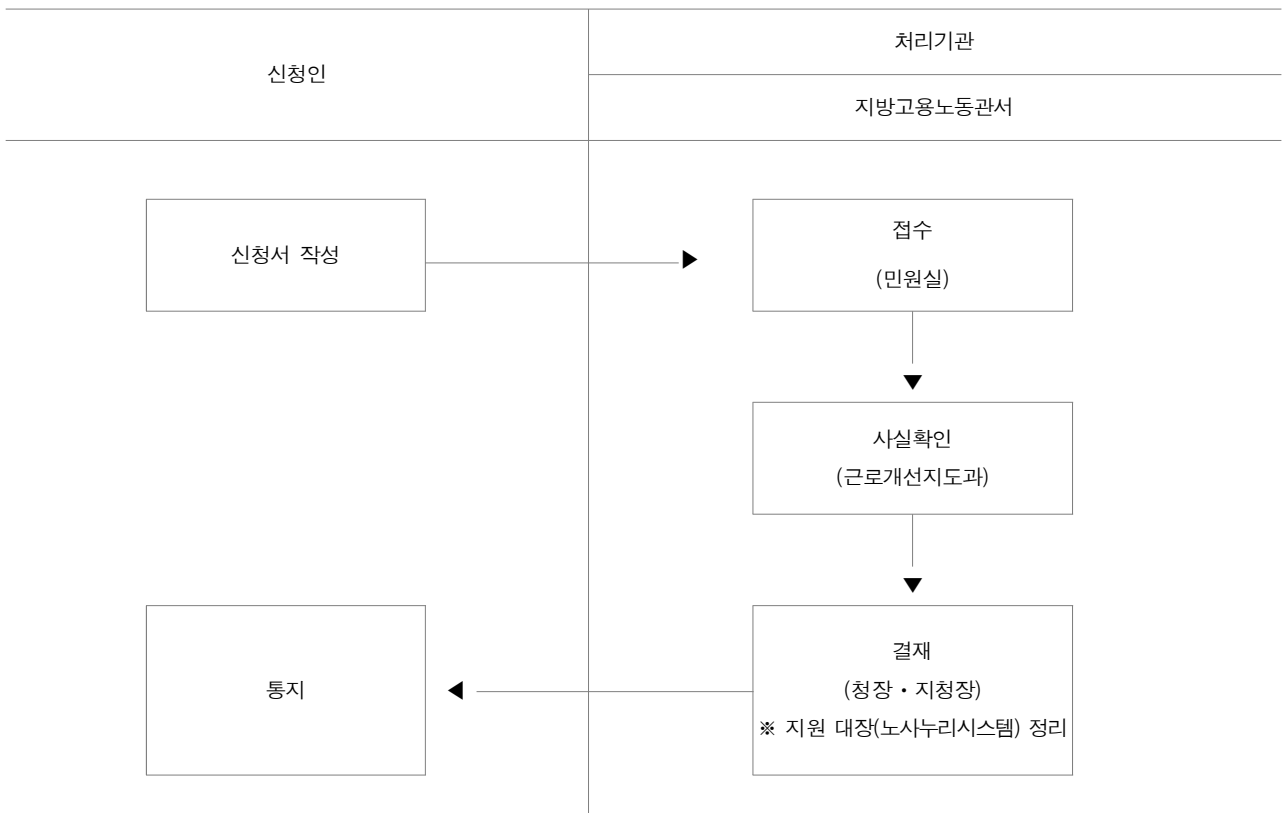 신청인
처리기관
지방고용노동관서
신청서 작성
접수
(민원실)
사실확인
(근로개선지도과)
결재
(청장・지청장)
※ 지원 대장(노사누리시스템) 정리
통지